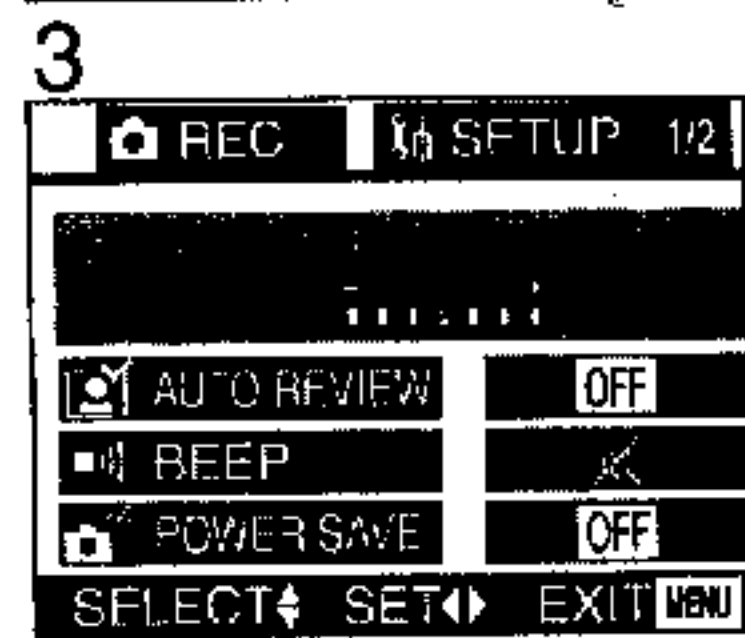 3
REC SETUP 1/2
AUTO REVIEW OFF
BEEP
POWER SAVE OFF
SELECT SET EXIT MENU